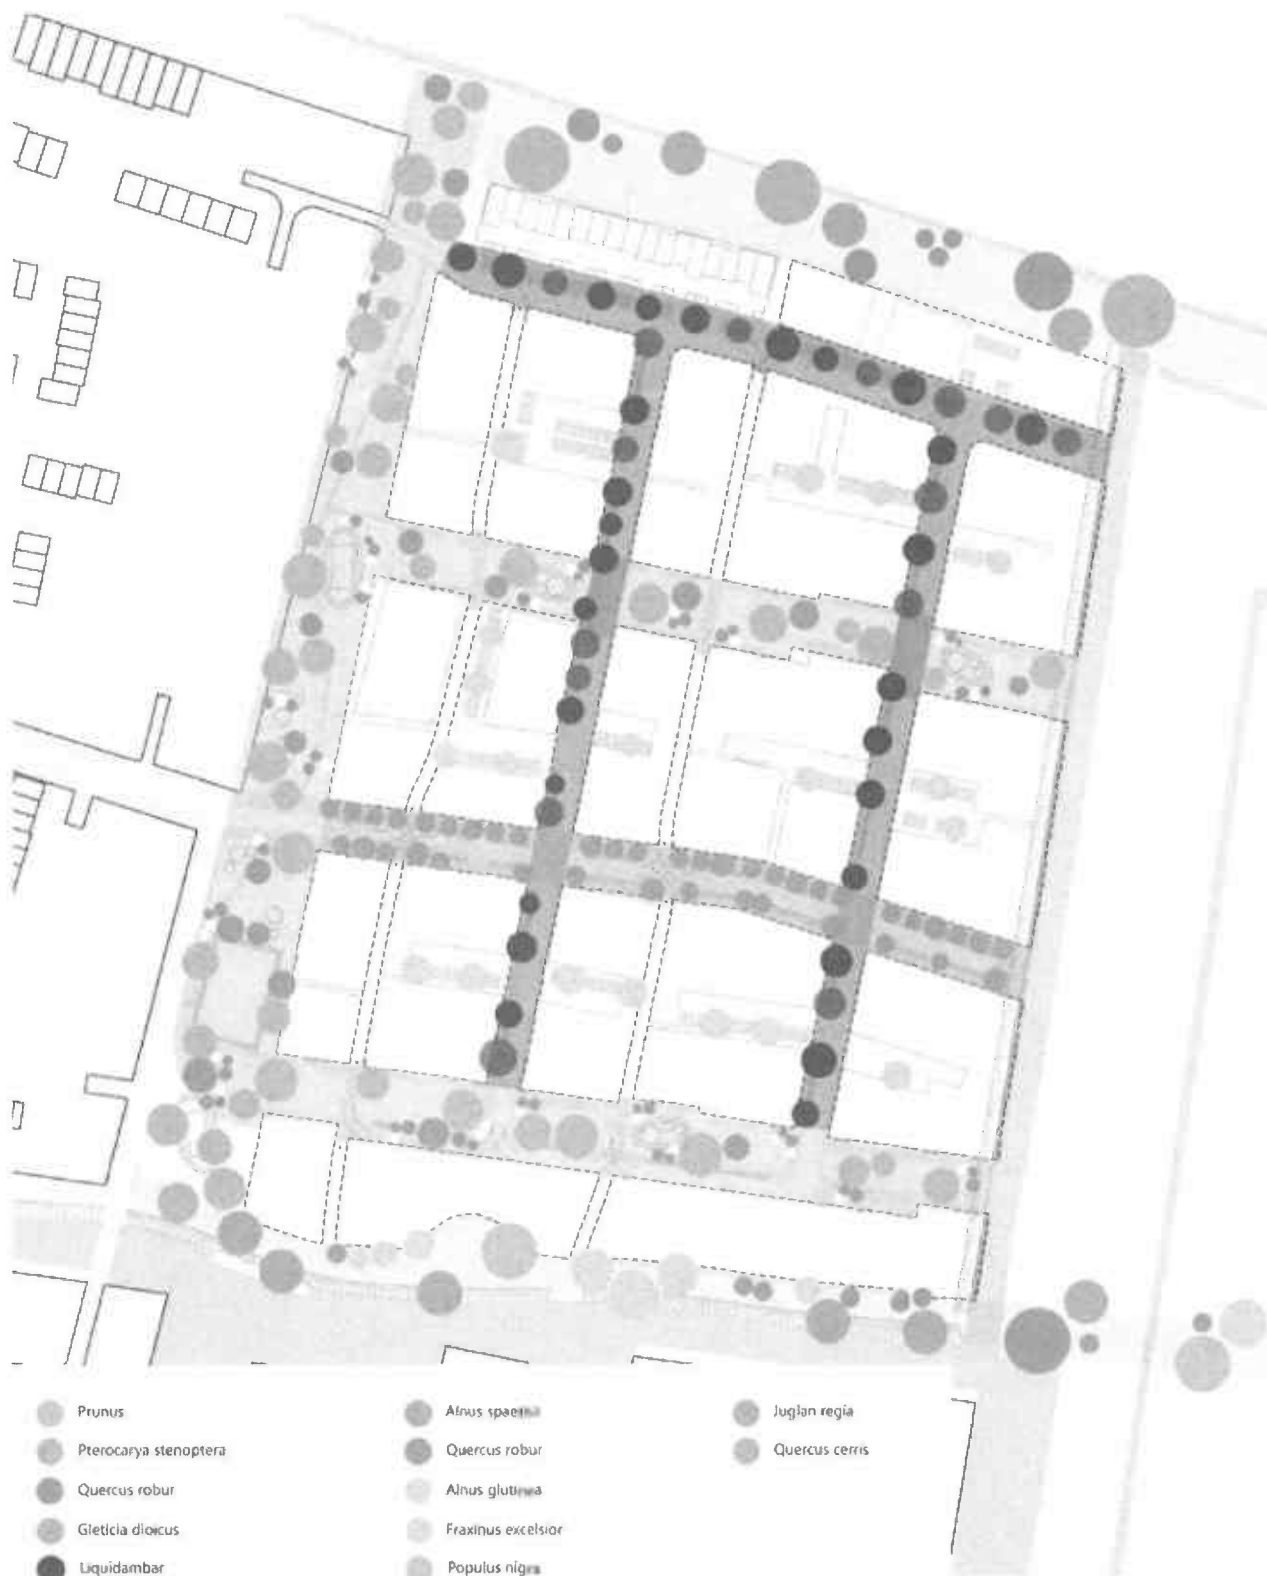 Prunus
Pterocarya stenoptera
Quercus robur
Gleticia dioicus
Liquidambar
Alnus spaethii
Quercus robur
Alnus glutinea
Fraxinus excelsior
Populus nigra
Juglan regia
Quercus cerris